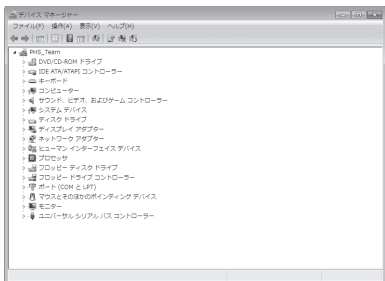 デバイス マネージャー
ファイル(F) 操作(A) 表示(V) ヘルプ(H)
PHS_Team
DVD/CD-ROM ドライブ
IDE ATA/ATAPI コントローラー
キーボード
コンピューター
サウンド、ビデオ、およびゲーム コントローラー
システム デバイス
ディスク ドライブ
ディスプレイ アダプター
ネットワーク アダプター
ヒューマン インターフェイス デバイス
プロセッサ
フロッピー ディスク ドライブ
フロッピー ドライブ コントローラー
ポート (COM と LPT)
マウスとそのほかのポインティング デバイス
モニター
ユニバーサル シリアル バス コントローラー